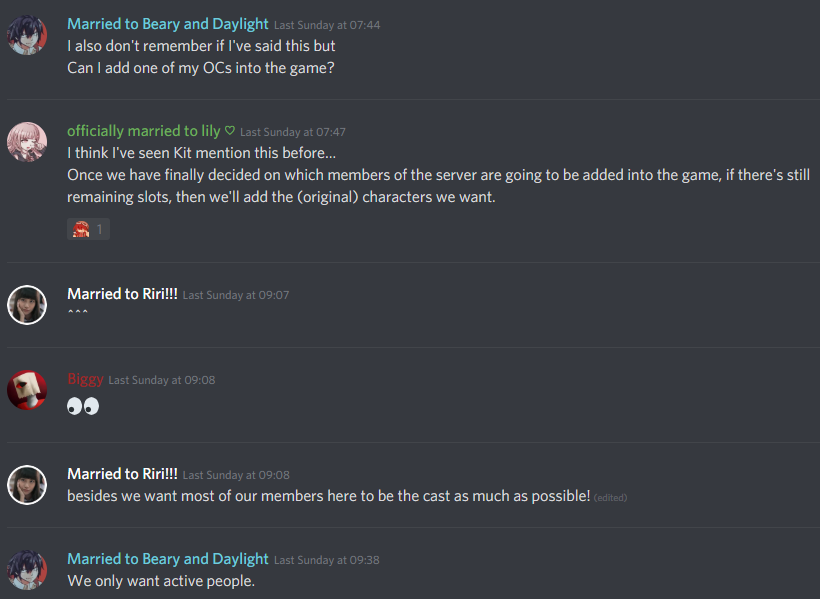 Married to Beary and Daylight Last Sunday at 07:44
I also don't remember if I've said this but
Can I add one of my OCs into the game?
officially married to lily ♡ Last Sunday at 07:47
I think I've seen Kit mention this before...
Once we have finally decided on which members of the server are going to be added into the game, if there's still
remaining slots, then we'll add the (original) characters we want.
1
Married to Riri!!! Last Sunday at 09:07
^^^
Biggy Last Sunday at 09:08
Married to Riri!!! Last Sunday at 09:08
besides we want most of our members here to be the cast as much as possible! (edited)
Married to Beary and Daylight Last Sunday at 09:38
We only want active people.